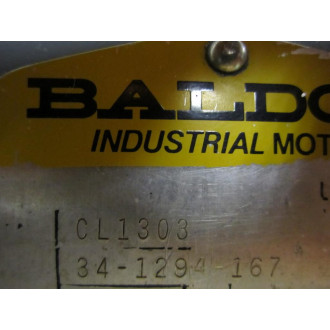 BALDO
INDUSTRIAL MOT
U
CL1303
34-1294-167